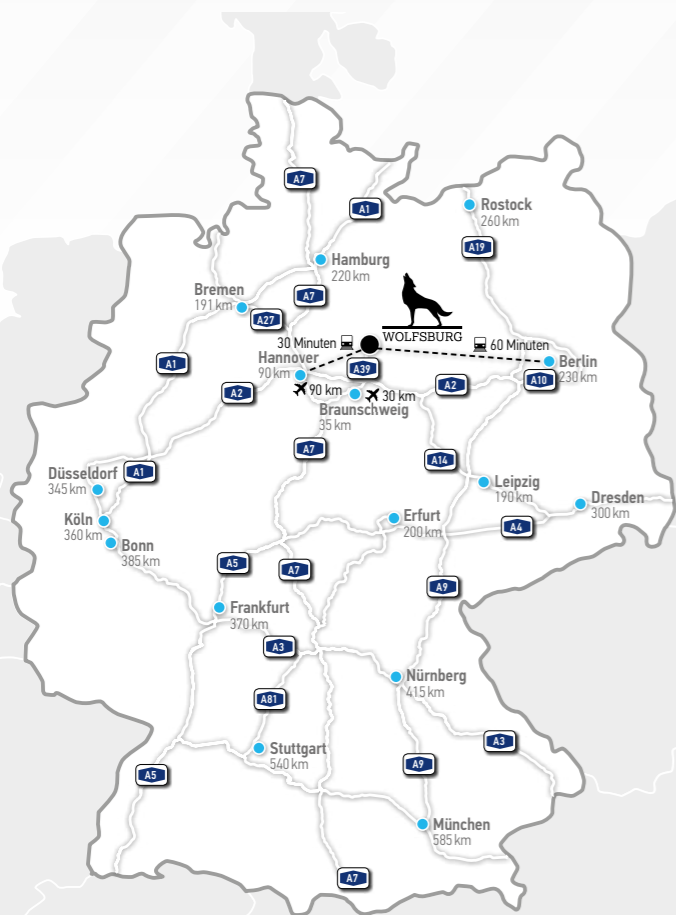 A7
A1
Rostock
260 km
A19
Hamburg
220 km
Bremen
191 km
A7
A27
WOLFSBURG
30 Minuten
60 Minuten
Hannover
90 km
A39
Berlin
230 km
A1
A2
90 km
30 km
A2
A10
Braunschweig
35 km
A7
A14
Düsseldorf
345 km
A1
Leipzig
190 km
Köln
360 km
Dresden
300 km
Erfurt
200 km
A4
Bonn
385 km
A5
A7
A9
Frankfurt
370 km
A3
Nürnberg
415 km
A81
Stuttgart
540 km
A3
A5
A9
München
585 km
A7